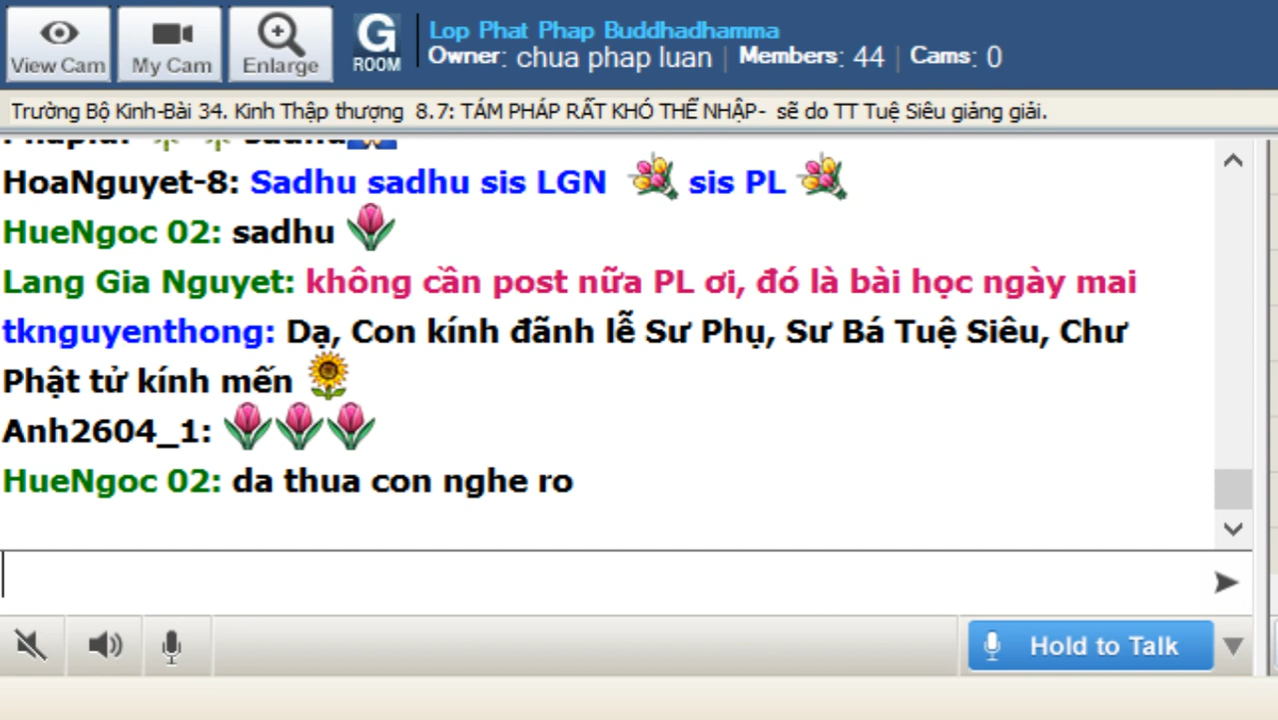 View Cam
My Cam
Enlarge
G
ROOM
Lop Phat Phap Buddhadhamma
Owner: chua phap luan | Members: 44 | Cams: 0
Trường Bộ Kinh-Bài 34. Kinh Thập thượng 8.7: TÁM PHÁP RẤT KHÓ THỂ NHẬP- sẽ do TT Tuệ Siêu giảng giải.
HoaNguyet-8: Sadhu sadhu sis LGN sis PL
HueNgoc 02: sadhu
Lang Gia Nguyet: không cần post nữa PL ơi, đó là bài học ngày mai
tknguyenthong: Dạ, Con kính đãnh lễ Sư Phụ, Sư Bá Tuệ Siêu, Chư
Phật tử kính mến
Anh2604_1:
HueNgoc 02: da thua con nghe ro
Hold to Talk